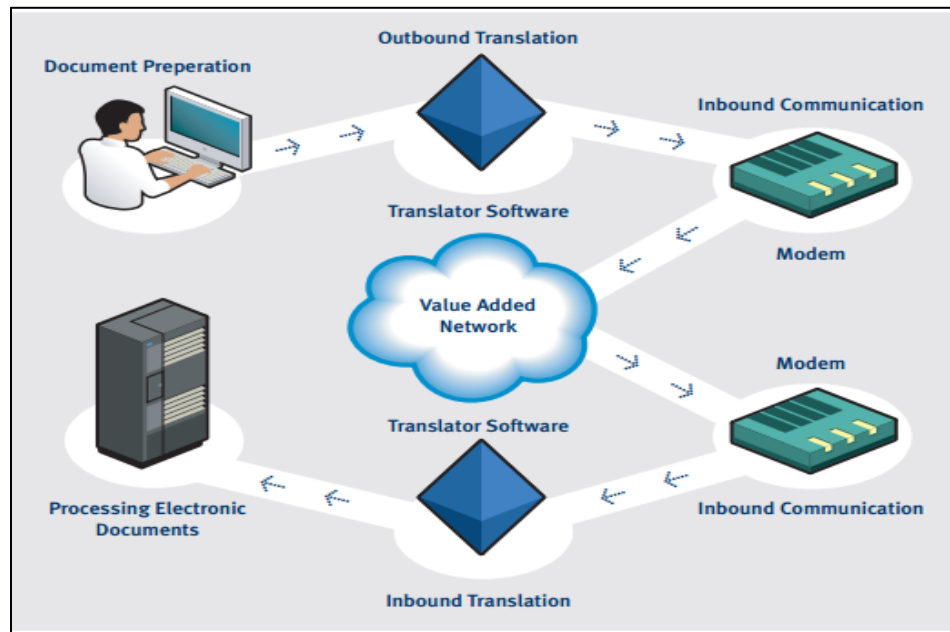 Outbound Translation
Document Preperation
Inbound Communication
Translator Software
Modem
Value Added
Network
Modem
Translator Software
Processing Electronic
Documents
Inbound Communication
Inbound Translation